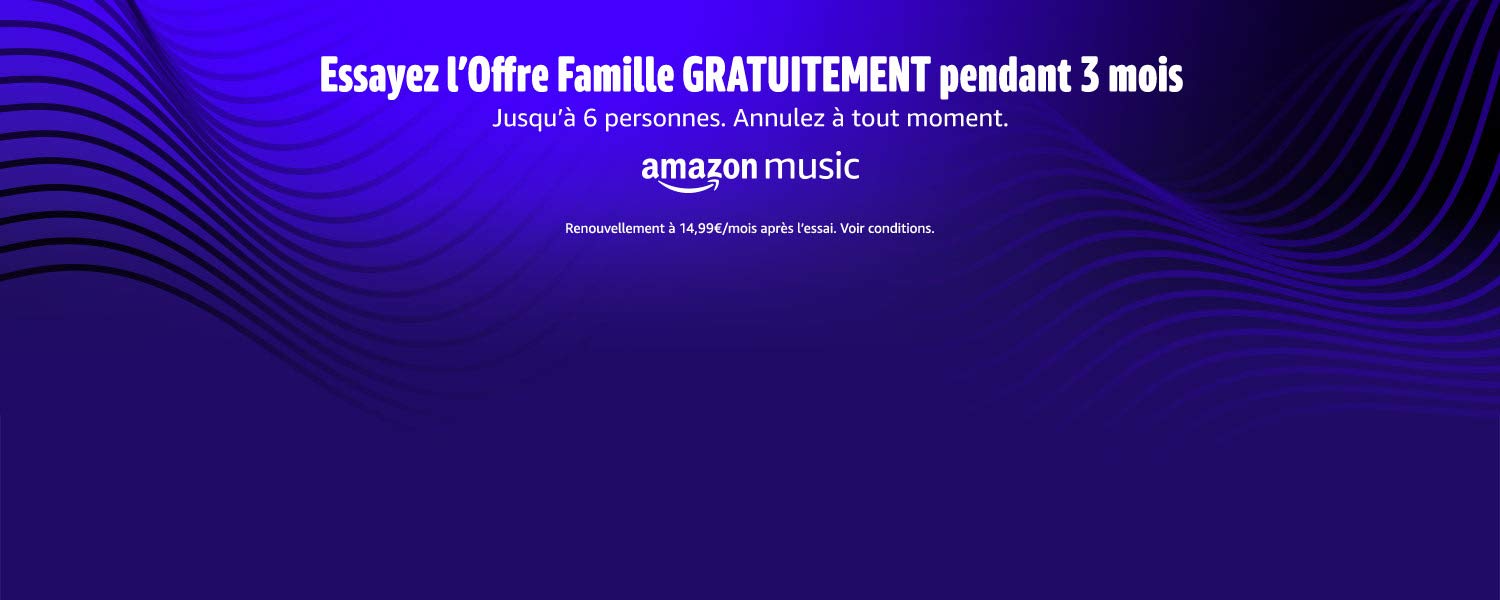 Essayez l’Offre Famille GRATUITEMENT pendant 3 mois
Jusqu’à 6 personnes. Annulez à tout moment.
amazon music
Renouvellement à 14,99€/mois après l’essai. Voir conditions.